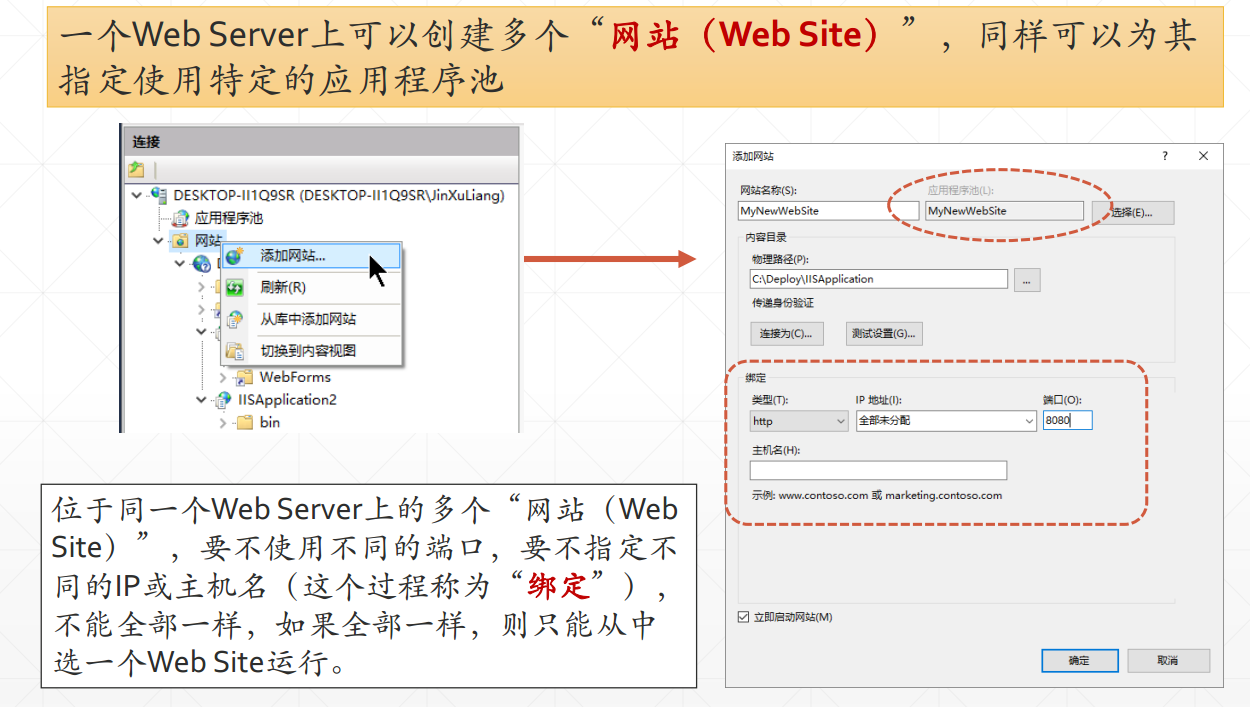 一个Web Server上可以创建多个“网站（Web Site）”，同样可以为其
指定使用特定的应用程序池
连接
DESKTOP-II1Q9SR (DESKTOP-II1Q9SR\JinXuLiang)
应用程序池
网站
添加网站...
刷新(R)
从库中添加网站
切换到内容视图
WebForms
IISApplication2
bin
添加网站
?
网站名称(S):
应用程序池(L):
MyNewWebSite
MyNewWebSite
选择(E)...
内容目录
物理路径(P):
C:\Deploy\IISApplication
...
传递身份验证
连接为(C)...
测试设置(G)...
绑定
类型(T):
IP 地址(I):
端口(O):
http
全部未分配
8080
主机名(H):
示例: www.contoso.com 或 marketing.contoso.com
立即启动网站(M)
确定
取消
位于同一个Web Server上的多个“网站（Web
Site）”，要不使用不同的端口，要不指定不
同的IP或主机名（这个过程称为“绑定”），
不能全部一样，如果全部一样，则只能从中
选一个Web Site运行。